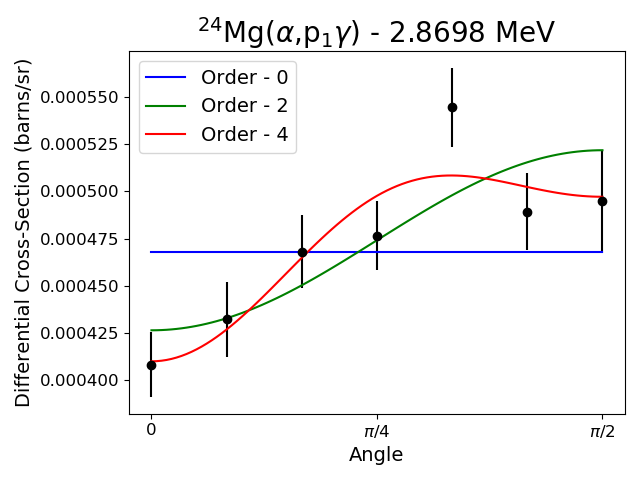 ²⁴Mg(α,p₁γ) - 2.8698 MeV
Order - 0
Order - 2
Order - 4
Differential Cross-Section (barns/sr)
0.000550
0.000525
0.000500
0.000475
0.000450
0.000425
0.000400
0
π/4
π/2
Angle